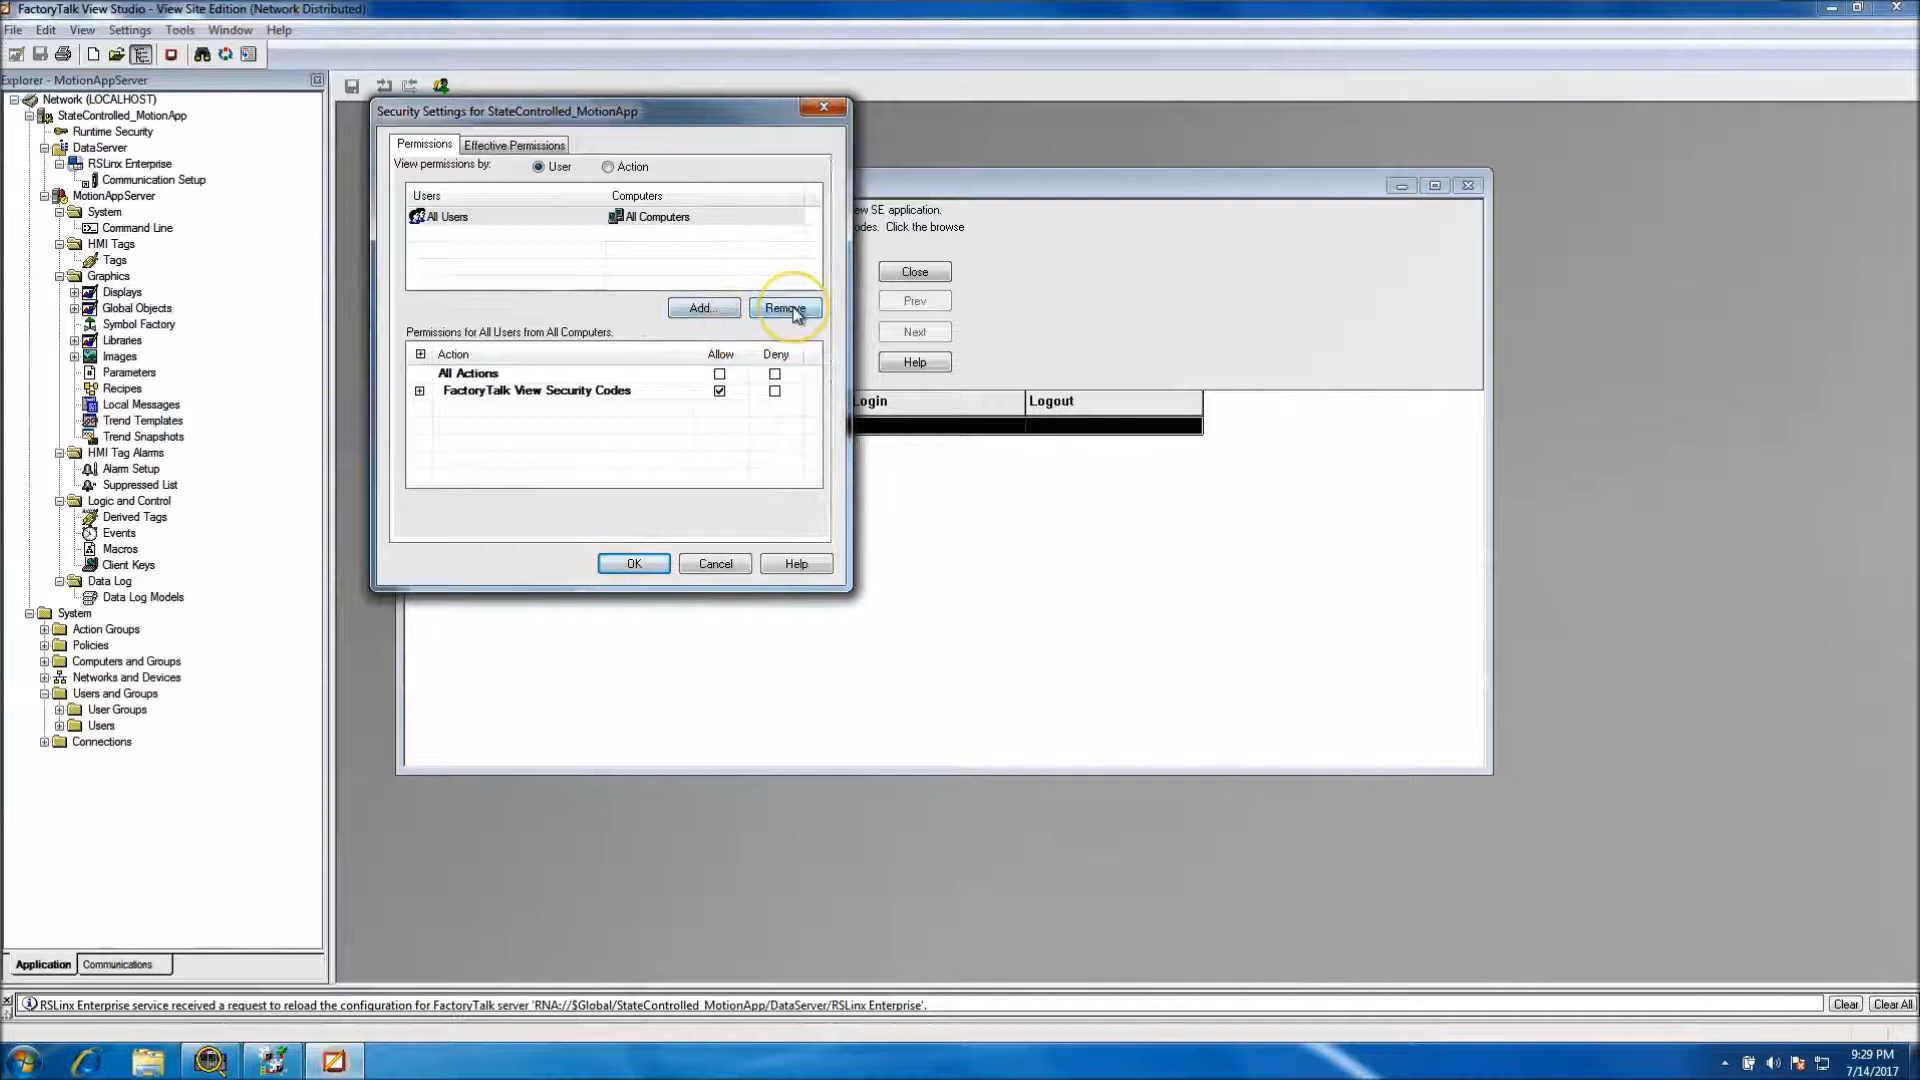 FactoryTalk View Studio - View Site Edition (Network Distributed)
File Edit View Settings Tools Window Help
Explorer - MotionAppServer
Network (LOCALHOST)
StateControlled_MotionApp
Runtime Security
DataServer
RSLinx Enterprise
Communication Setup
MotionAppServer
System
Command Line
HMI Tags
Tags
Graphics
Displays
Global Objects
Symbol Factory
Libraries
Images
Parameters
Recipes
Local Messages
Trend Templates
Trend Snapshots
HMI Tag Alarms
Alarm Setup
Suppressed List
Logic and Control
Derived Tags
Events
Macros
Client Keys
Data Log
Data Log Models
System
Action Groups
Policies
Computers and Groups
Networks and Devices
Users and Groups
User Groups
Users
Connections
Application Communications
Security Settings for StateControlled_MotionApp
Permissions Effective Permissions
View permissions by: User Action
Users Computers
All Users All Computers
Add... Remove
Permissions for All Users from All Computers.
Action Allow Deny
All Actions
FactoryTalk View Security Codes
OK Cancel Help
ew SE application.
odes. Click the browse
Close
Prev
Next
Help
Login Logout
RSLinx Enterprise service received a request to reload the configuration for FactoryTalk server 'RNA://$Global/StateControlled_MotionApp/DataServer/RSLinx Enterprise'.
Clear Clear All
9:29 PM
7/14/2017